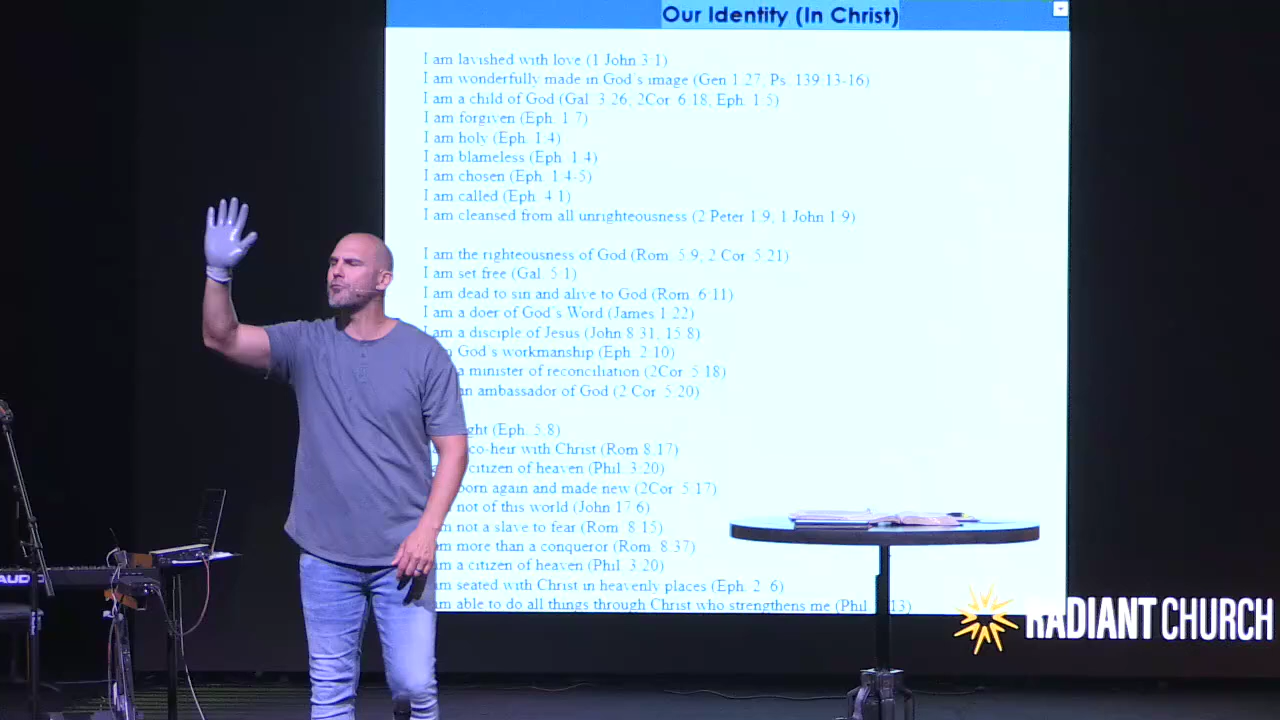 Our Identity (In Christ)
I am lavished with love (1 John 3:1)
I am wonderfully made in God's image (Gen 1:27, Ps. 139:13-16)
I am a child of God (Gal. 3:26; 2Cor. 6:18, Eph. 1:5)
I am forgiven (Eph. 1:7)
I am holy (Eph. 1:4)
I am blameless (Eph. 1:4)
I am chosen (Eph. 1:4-5)
I am called (Eph. 4:1)
I am cleansed from all unrighteousness (2 Peter 1:9, 1 John 1:9)
I am the righteousness of God (Rom. 5:9; 2 Cor. 5:21)
I am set free (Gal. 5:1)
I am dead to sin and alive to God (Rom. 6:11)
I am a doer of God's Word (James 1:22)
I am a disciple of Jesus (John 8:31, 15:8)
God's workmanship (Eph. 2:10)
a minister of reconciliation (2Cor. 5:18)
an ambassador of God (2 Cor. 5:20)
(Eph. 5:8)
co-heir with Christ (Rom 8:17)
citizen of heaven (Phil. 3:20)
born again and made new (2Cor. 5:17)
not of this world (John 17:6)
not a slave to fear (Rom. 8:15)
am more than a conqueror (Rom. 8:37)
am a citizen of heaven (Phil. 3:20)
am seated with Christ in heavenly places (Eph. 2:6)
am able to do all things through Christ who strengthens me (Phil
RADIANT CHURCH